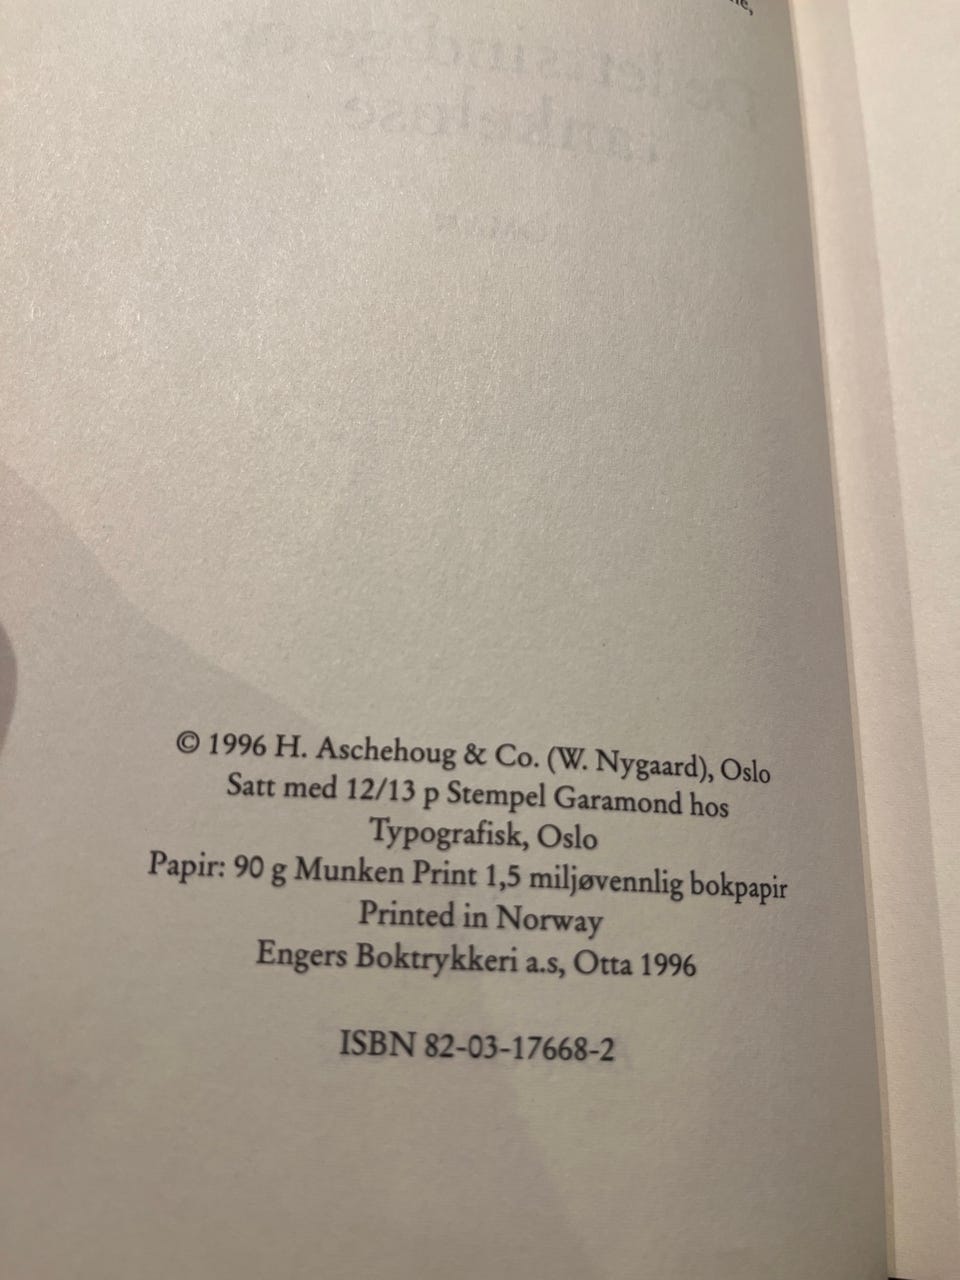 © 1996 H. Aschehoug & Co. (W. Nygaard), Oslo
Satt med 12/13 p Stempel Garamond hos
Typografisk, Oslo
Papir: 90 g Munken Print 1,5 miljøvennlig bokpapir
Printed in Norway
Engers Boktrykkeri a.s, Otta 1996
ISBN 82-03-17668-2